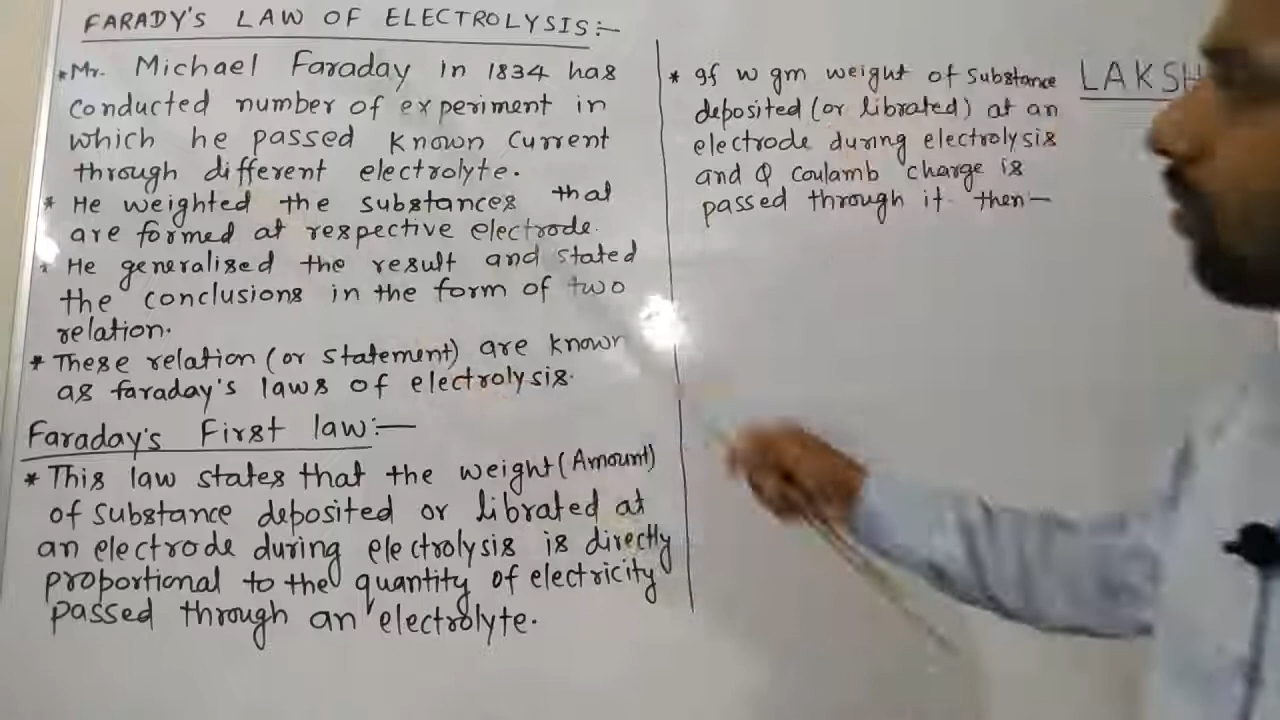 FARADY'S LAW OF ELECTROLYSIS:-
* Mr. Michael Faraday in 1834 has
conducted number of experiment in
which he passed known current
through different electrolyte.
* He weighted the substances that
are formed at respective electrode.
* He generalised the result and stated
the conclusions in the form of two
relation.
* These relation (or statement) are known
as faraday's laws of electrolysis.
Faraday's First law:-
* This law states that the weight (Amount)
of substance deposited or librated at
an electrode during electrolysis is directly
proportional to the quantity of electricity
passed through an electrolyte.
* If w gm weight of substance
deposited (or librated) at an
electrode during electrolysis
and Q Coulamb charge is
passed through it then—
LAKSH